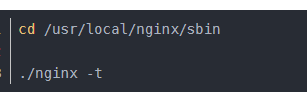 cd /usr/local/nginx/sbin
./nginx -t